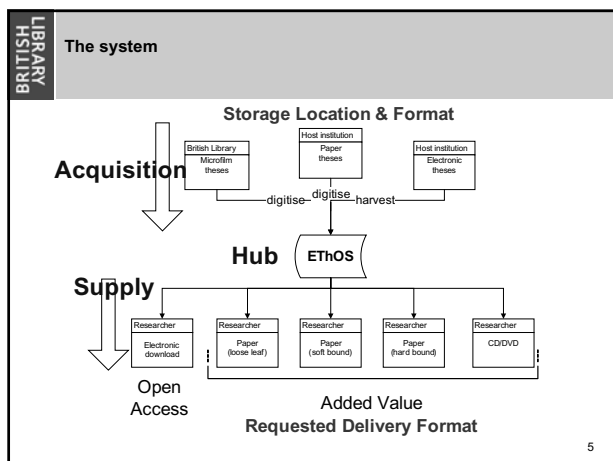 BRITISH
LIBRARY
The system
Storage Location & Format
Acquisition
British Library
Microfilm
theses
Host institution
Paper
theses
Host institution
Electronic
theses
digitise
digitise
harvest
Hub
EThOS
Supply
Researcher
Electronic
download
Researcher
Paper
(loose leaf)
Researcher
Paper
(soft bound)
Researcher
Paper
(hard bound)
Researcher
CD/DVD
Open
Access
Added Value
Requested Delivery Format
5